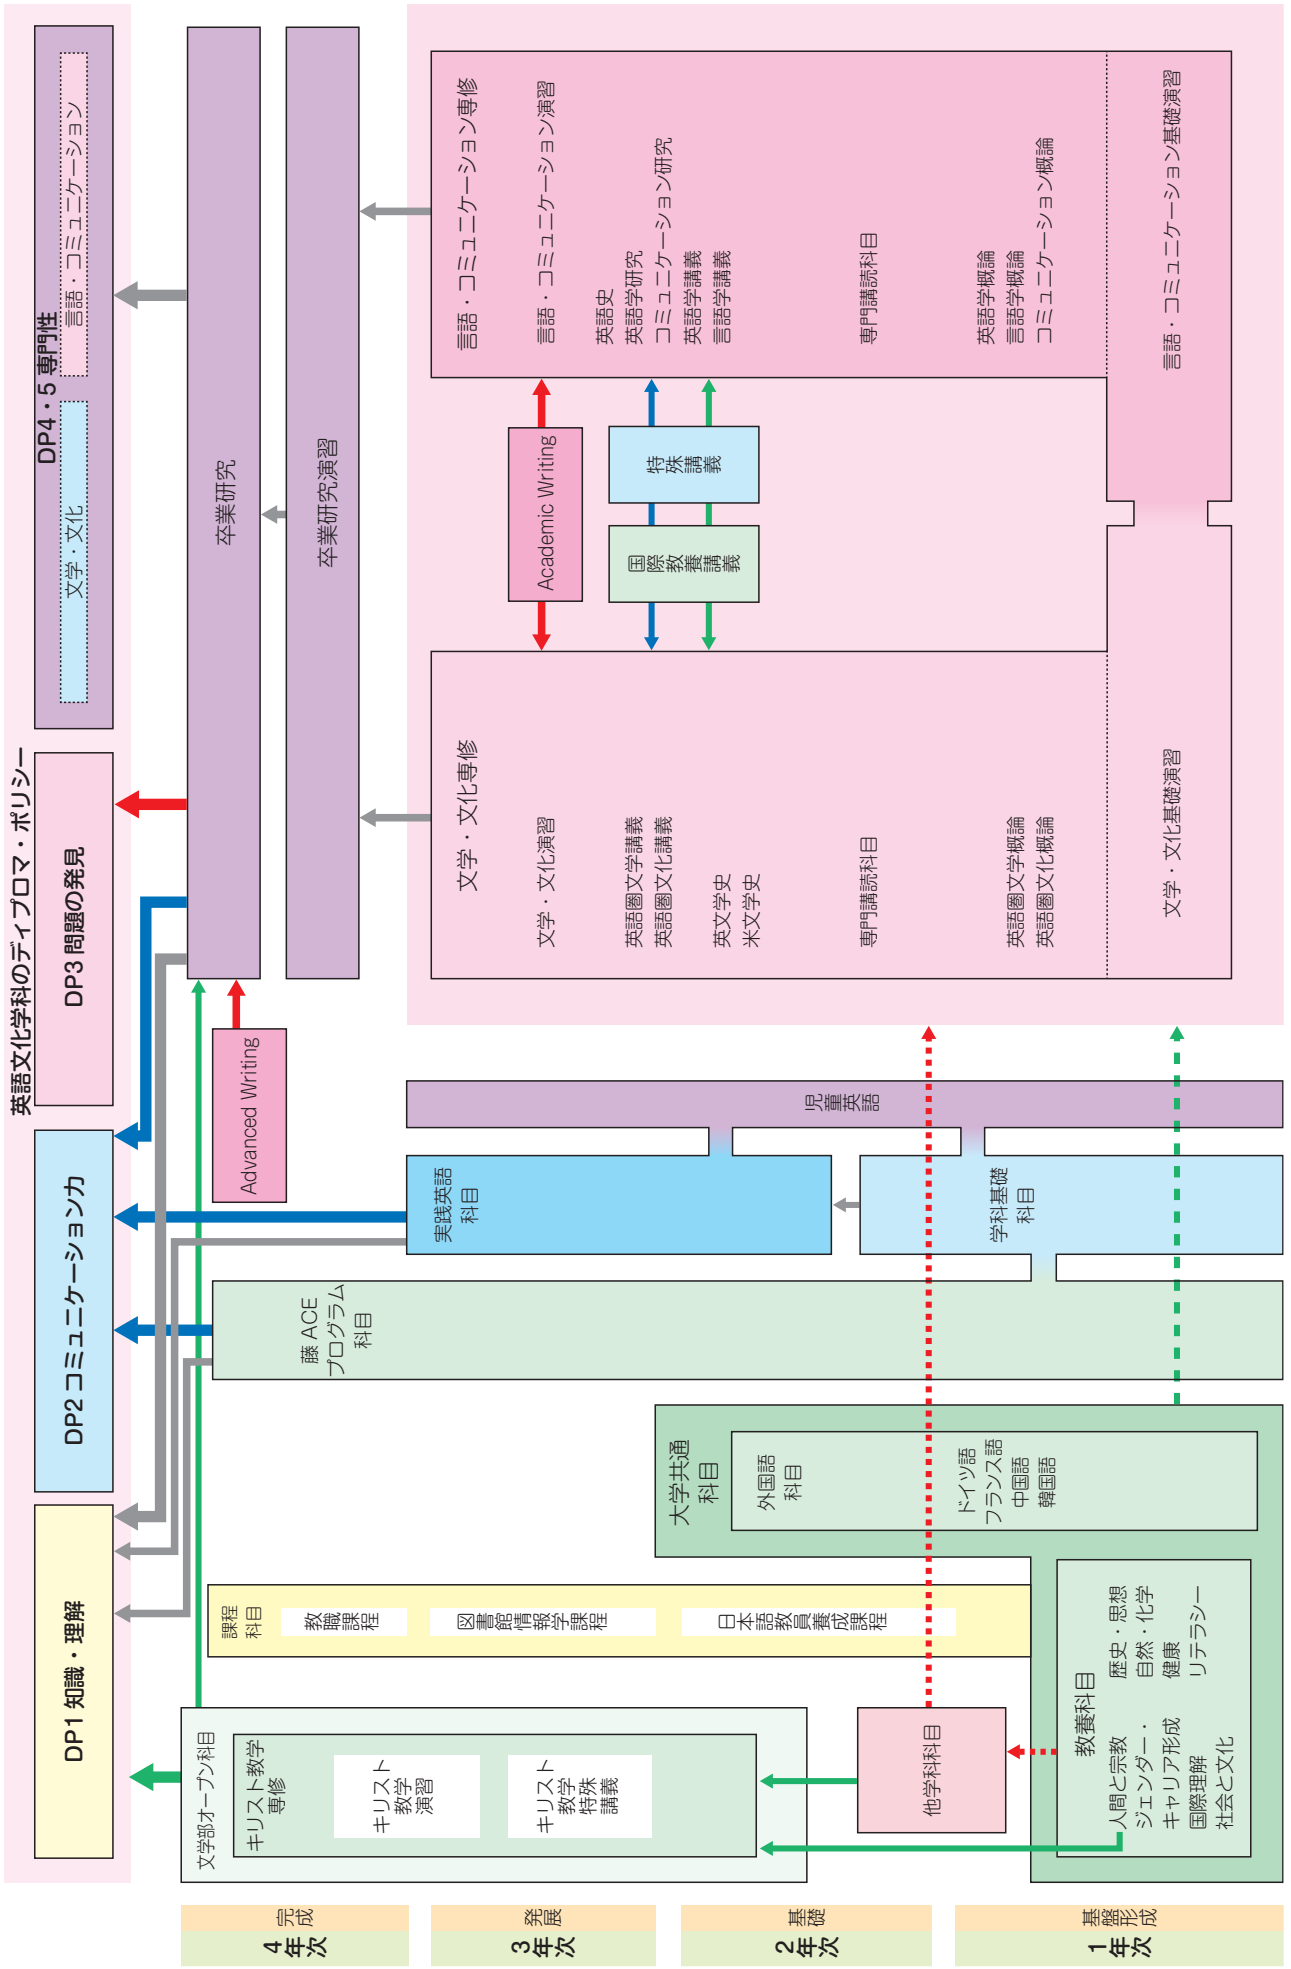 英語文化学科のディプロマ・ポリシー
DP1 知識・理解
DP2 コミュニケーション力
DP3 問題の発見
DP4・5 専門性
文学・文化
言語・コミュニケーション
4年次
完成
3年次
発展
2年次
基礎
1年次
基盤形成
文学部オープン科目
キリスト教学
専修
キリスト
教学
演習
キリスト
教学
特殊
講義
課程
科目
教職課程
図書館情報学課程
日本語教員養成課程
他学科科目
大学共通
科目
外国語
科目
ドイツ語
フランス語
中国語
韓国語
教養科目
人間と宗教
ジェンダー・
キャリア形成
国際理解
社会と文化
歴史・思想
自然・化学
健康
リテラシー
藤 ACE
プログラム
科目
実践英語
科目
学科基礎
科目
児童英語
Advanced Writing
卒業研究
卒業研究演習
文学・文化専修
文学・文化演習
英語圏文学講義
英語圏文化講義
英文学史
米文学史
専門講読科目
英語圏文学概論
英語圏文化概論
文学・文化基礎演習
Academic Writing
国際教養講義
特殊講義
言語・コミュニケーション専修
言語・コミュニケーション演習
英語史
英語学研究
コミュニケーション研究
英語学講義
言語学講義
専門講読科目
英語学概論
言語学概論
コミュニケーション概論
言語・コミュニケーション基礎演習